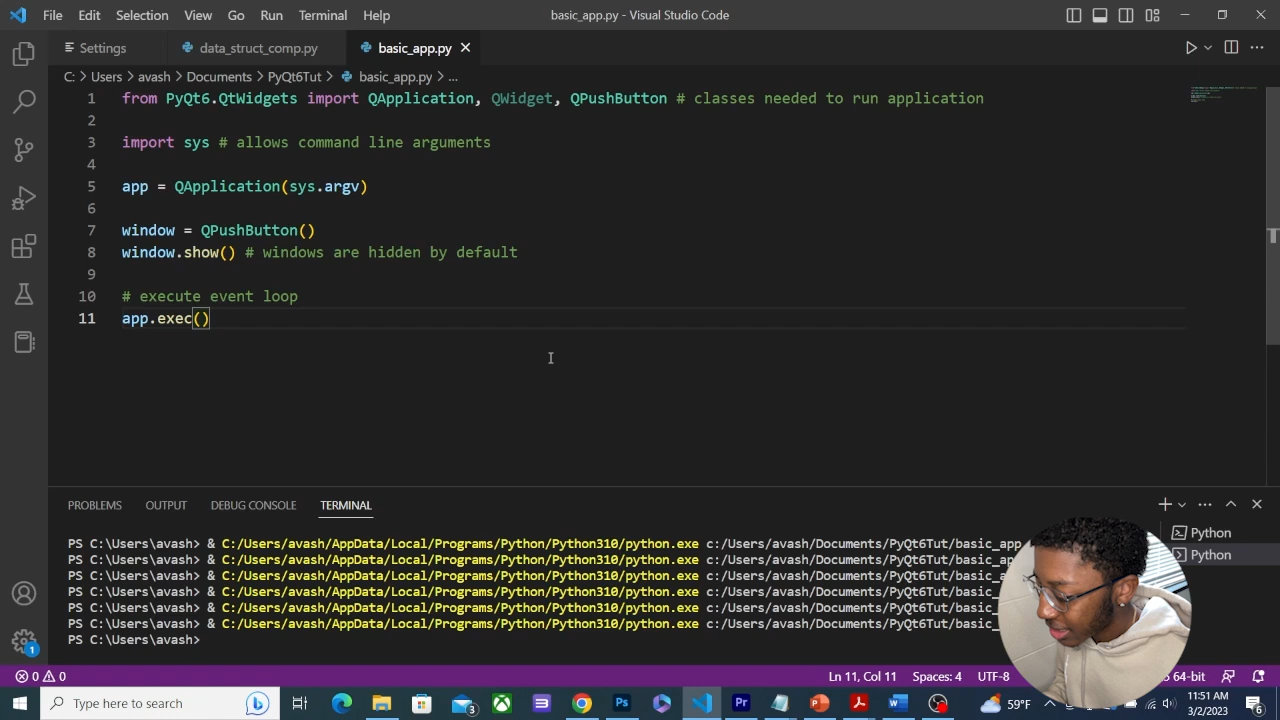 File Edit Selection View Go Run Terminal Help basic_app.py - Visual Studio Code
Settings data_struct_comp.py basic_app.py
C: > Users > avash > Documents > PyQt6Tut > basic_app.py > ...
1 from PyQt6.QtWidgets import QApplication, QWidget, QPushButton # classes needed to run application
2
3 import sys # allows command line arguments
4
5 app = QApplication(sys.argv)
6
7 window = QPushButton()
8 window.show() # windows are hidden by default
9
10 # execute event loop
11 app.exec()
PROBLEMS OUTPUT DEBUG CONSOLE TERMINAL
Python
Python
PS C:\Users\avash> & C:/Users/avash/AppData/Local/Programs/Python/Python310/python.exe c:/Users/avash/Documents/PyQt6Tut/basic_app
PS C:\Users\avash> & C:/Users/avash/AppData/Local/Programs/Python/Python310/python.exe c:/Users/avash/Documents/PyQt6Tut/basic_app
PS C:\Users\avash> & C:/Users/avash/AppData/Local/Programs/Python/Python310/python.exe c:/Users/avash/Documents/PyQt6Tut/basic_
PS C:\Users\avash> & C:/Users/avash/AppData/Local/Programs/Python/Python310/python.exe c:/Users/avash/Documents/PyQt6Tut/basic_
PS C:\Users\avash> & C:/Users/avash/AppData/Local/Programs/Python/Python310/python.exe c:/Users/avash/Documents/PyQt6Tut/basic_
PS C:\Users\avash> & C:/Users/avash/AppData/Local/Programs/Python/Python310/python.exe c:/Users/avash/Documents/PyQt6Tut/basic_
PS C:\Users\avash>
1
0 0 Ln 11, Col 11 Spaces: 4 UTF-8 64-bit
Type here to search 3 59°F 11:51 AM
3/2/2023 6